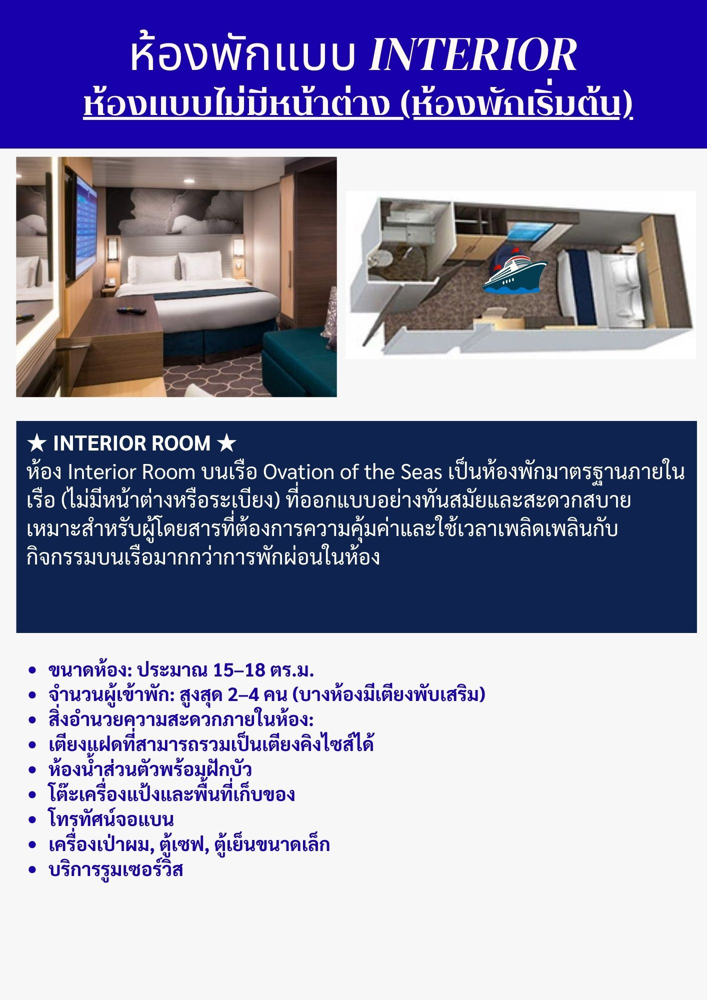 ห้องพักแบบ INTERIOR
ห้องแบบไม่มีหน้าต่าง (ห้องพักเริ่มต้น)
★ INTERIOR ROOM ★
ห้อง Interior Room บนเรือ Ovation of the Seas เป็นห้องพักมาตรฐานภายใน
เรือ (ไม่มีหน้าต่างหรือระเบียง) ที่ออกแบบอย่างทันสมัยและสะดวกสบาย
เหมาะสำหรับผู้โดยสารที่ต้องการความคุ้มค่าและใช้เวลาเพลิดเพลินกับ
กิจกรรมบนเรือมากกว่าการพักผ่อนในห้อง
• ขนาดห้อง: ประมาณ 15–18 ตร.ม.
• จำนวนผู้เข้าพัก: สูงสุด 2–4 คน (บางห้องมีเตียงพับเสริม)
• สิ่งอำนวยความสะดวกภายในห้อง:
• เตียงแฝดที่สามารถรวมเป็นเตียงคิงไซส์ได้
• ห้องน้ำส่วนตัวพร้อมฝักบัว
• โต๊ะเครื่องแป้งและพื้นที่เก็บของ
• โทรทัศน์จอแบน
• เครื่องเป่าผม, ตู้เซฟ, ตู้เย็นขนาดเล็ก
• บริการรูมเซอร์วิส